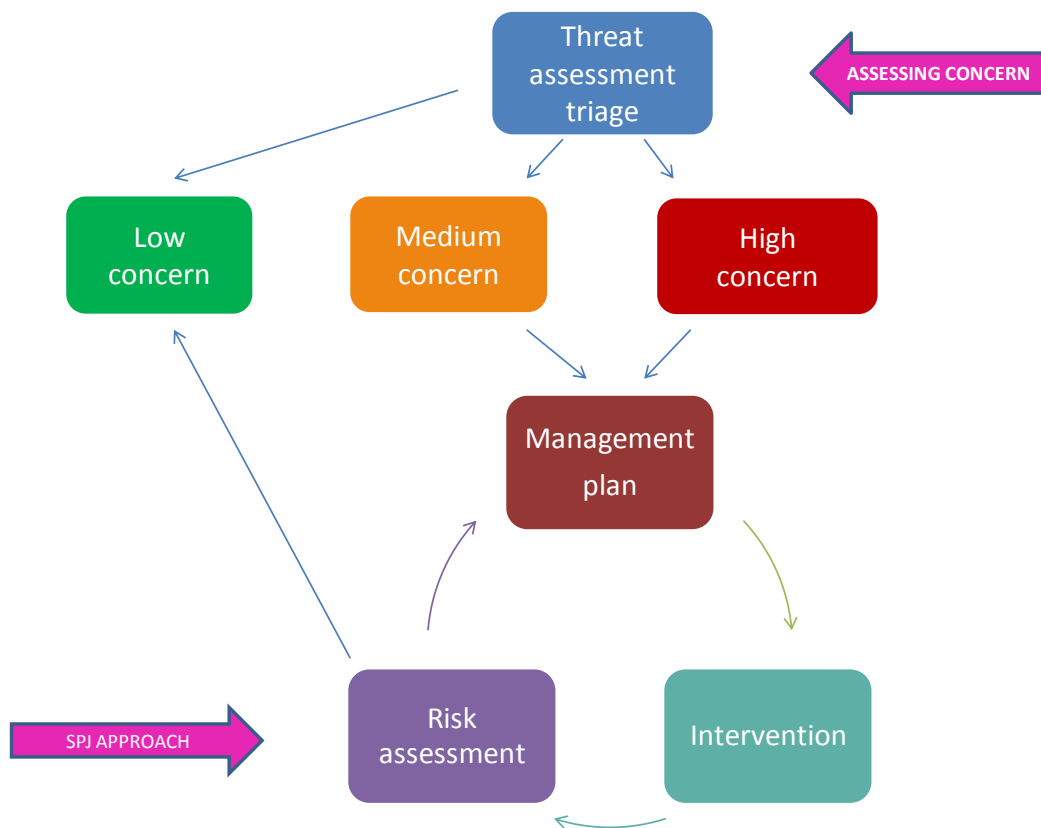 Threat
assessment
triage
ASSESSING CONCERN
Low
concern
Medium
concern
High
concern
Management
plan
Risk
assessment
Intervention
SPJ APPROACH